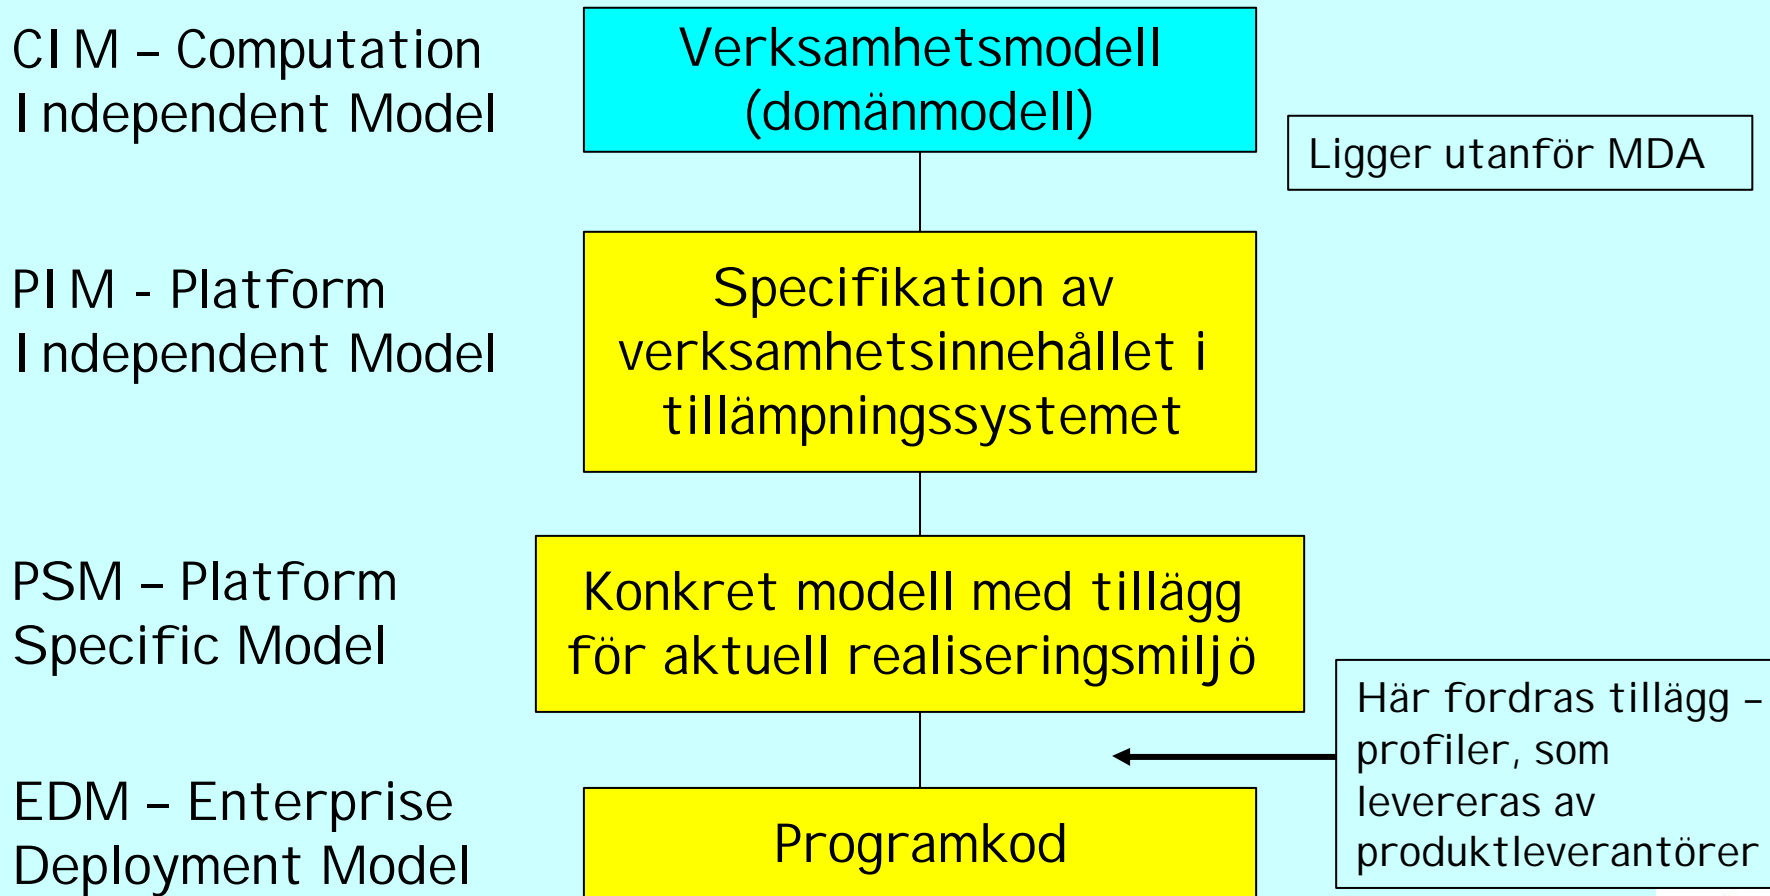 CIM – Computation
Independent Model
Verksamhetsmodell
(domänmodell)
Ligger utanför MDA
PIM - Platform
Independent Model
Specifikation av
verksamhetsinnehållet i
tillämpningssystemet
PSM – Platform
Specific Model
Konkret modell med tillägg
för aktuell realiseringsmiljö
Här fordras tillägg –
profiler, som
levereras av
produktleverantörer
EDM – Enterprise
Deployment Model
Programkod